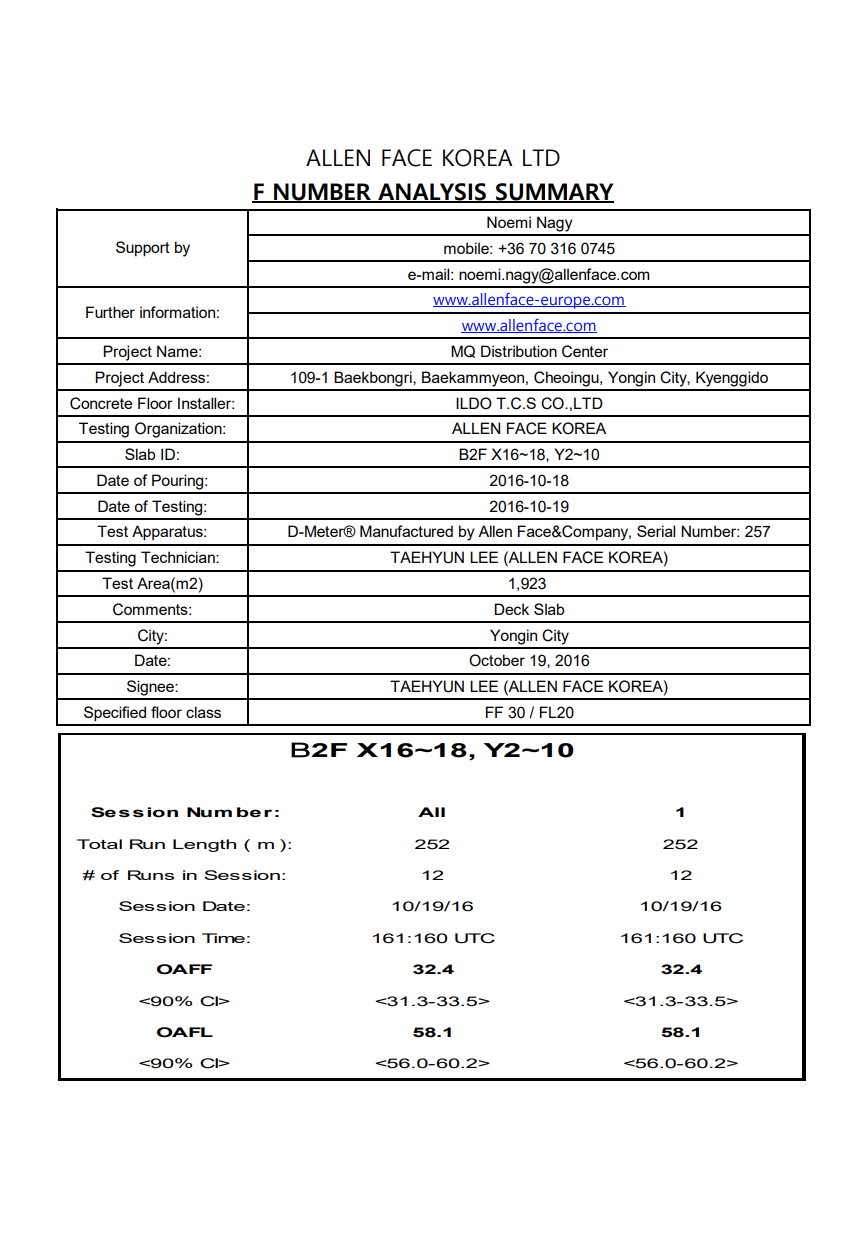 ALLEN FACE KOREA LTD
F NUMBER ANALYSIS SUMMARY
Support by
Noemi Nagy
mobile: +36 70 316 0745
e-mail: noemi.nagy@allenface.com
Further information:
www.allenface-europe.com
www.allenface.com
Project Name: MQ Distribution Center
Project Address: 109-1 Baekbongri, Baekammyeon, Cheoingu, Yongin City, Kyenggido
Concrete Floor Installer: ILDO T.C.S CO.,LTD
Testing Organization: ALLEN FACE KOREA
Slab ID: B2F X16~18, Y2~10
Date of Pouring: 2016-10-18
Date of Testing: 2016-10-19
Test Apparatus: D-Meter® Manufactured by Allen Face&Company, Serial Number: 257
Testing Technician: TAEHYUN LEE (ALLEN FACE KOREA)
Test Area(m2) 1,923
Comments: Deck Slab
City: Yongin City
Date: October 19, 2016
Signee: TAEHYUN LEE (ALLEN FACE KOREA)
Specified floor class FF 30 / FL20
B2F X16~18, Y2~10
Session Number: All 1
Total Run Length ( m ): 252 252
# of Runs in Session: 12 12
Session Date: 10/19/16 10/19/16
Session Time: 161:160 UTC 161:160 UTC
OAFF 32.4 32.4
<90% CI> <31.3-33.5> <31.3-33.5>
OAFL 58.1 58.1
<90% CI> <56.0-60.2> <56.0-60.2>